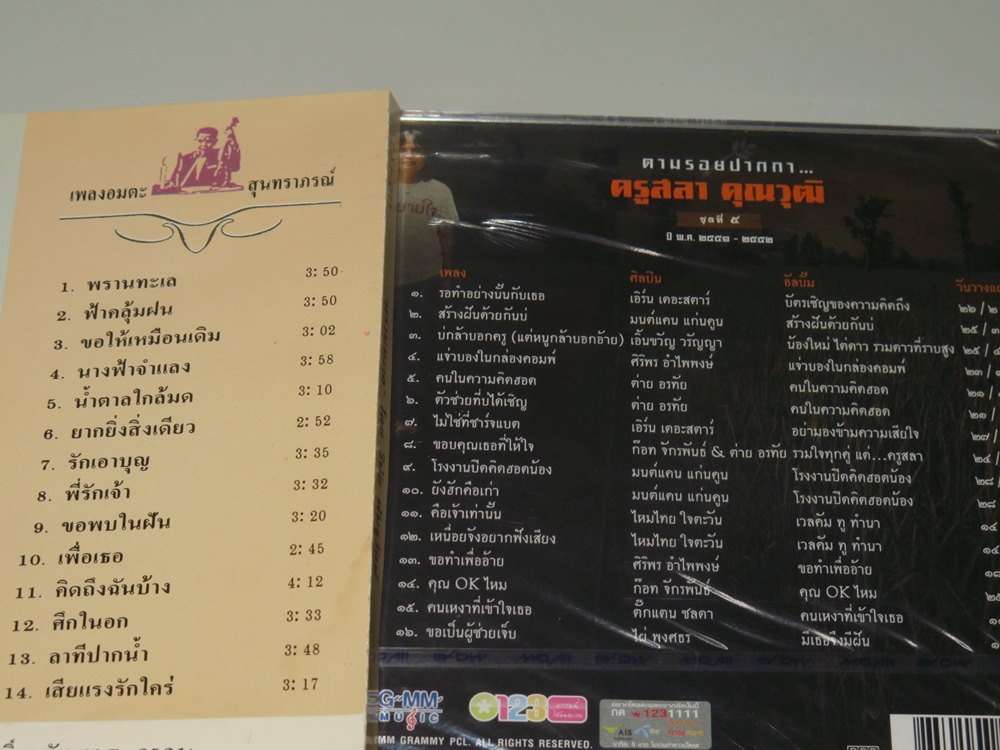 เพลงอมตะ สุนทราภรณ์
1. พรานทะเล 3: 50
2. ฟ้าคลุ้มฝน 3: 50
3. ขอให้เหมือนเดิม 3: 02
4. นางฟ้าจำแลง 3: 58
5. น้ำตาลใกล้มด 3: 10
6. ยากยิ่งสิ่งเดียว 2: 52
7. รักเอาบุญ 3: 35
8. พี่รักเจ้า 3: 32
9. ขอพบในฝัน 3: 20
10. เพื่อเธอ 2: 45
11. คิดถึงฉันบ้าง 4: 12
12. ศึกในอก 3: 33
13. ลาทีปากน้ำ 3: 48
14. เสียแรงรักใคร่ 3: 17
ตามรอยปากกา...
ครูสลา คุณวุฒิ
ชุดที่ ๕
ปี พ.ศ. ๒๕๕๑ - ๒๕๕๒
เพลง ศิลปิน อัลบั้ม วันวางแผ
๑. รอทำอย่างนั้นกับเธอ เอิร์น เดอะสตาร์ บัตรเชิญของความคิดถึง ๒๖ / ๒
๒. สร้างฝันด้วยกันบ่ มนต์แคน แก่นคูน สร้างฝันด้วยกันบ่ ๒๕ / ๓
๓. บ่กล้าบอกครู (แต่หนูกล้าบอกอ้าย) เอิ้นขวัญ วรัญญา น้องใหม่ ไต่ดาว รวมดาวที่ราบสูง ๒๕ / ๔
๔. แจ่วบองในกล่องคอมพ์ ศิริพร อำไพพงษ์ แจ่วบองในกล่องคอมพ์ ๒๓ / ๑
๕. คนในความคิดฮอด ต่าย อรทัย คนในความคิดฮอด ๒๑ /
๖. ตัวช่วยที่บ่ได้เชิญ ต่าย อรทัย คนในความคิดฮอด ๒๑ /
๗. ไม่ใช่ที่ชาร์จแบต เอิร์น เดอะสตาร์ อย่ามองข้ามความเสียใจ ๒๗ /
๘. ขอบคุณเธอที่ให้ใจ ก๊อท จักรพันธ์ & ต่าย อรทัย รวมใจทุกคู่ แด่...ครูสลา ๒๔ /
๙. โรงงานปิดคิดฮอดน้อง มนต์แคน แก่นคูน โรงงานปิดคิดฮอดน้อง ๒๘ /
๑๐. ยังฮักคือเก่า มนต์แคน แก่นคูน โรงงานปิดคิดฮอดน้อง ๒๘
๑๑. คือเจ้าเท่านั้น ไหมไทย ใจตะวัน เวลคัม ทู ทำนา ๑๔
๑๒. เหนื่อยจังอยากฟังเสียง ไหมไทย ใจตะวัน เวลคัม ทู ทำนา ๑๔
๑๓. ขอทำเพื่ออ้าย ศิริพร อำไพพงษ์ ขอทำเพื่ออ้าย ๑๘
๑๔. คุณ OK ไหม ก๊อท จักรพันธ์ คุณ OK ไหม
๑๕. คนเหงาที่เข้าใจเธอ ตั๊กแตน ชลดา คนเหงาที่เข้าใจเธอ
๑๖. ขอเป็นผู้ช่วยเจ็บ ไผ่ พงศธร มีเธอจึงมีฝัน
MUSIC
*123
กด *1231111
AIS
MM GRAMMY PCL. ALL RIGHTS RESERVED.